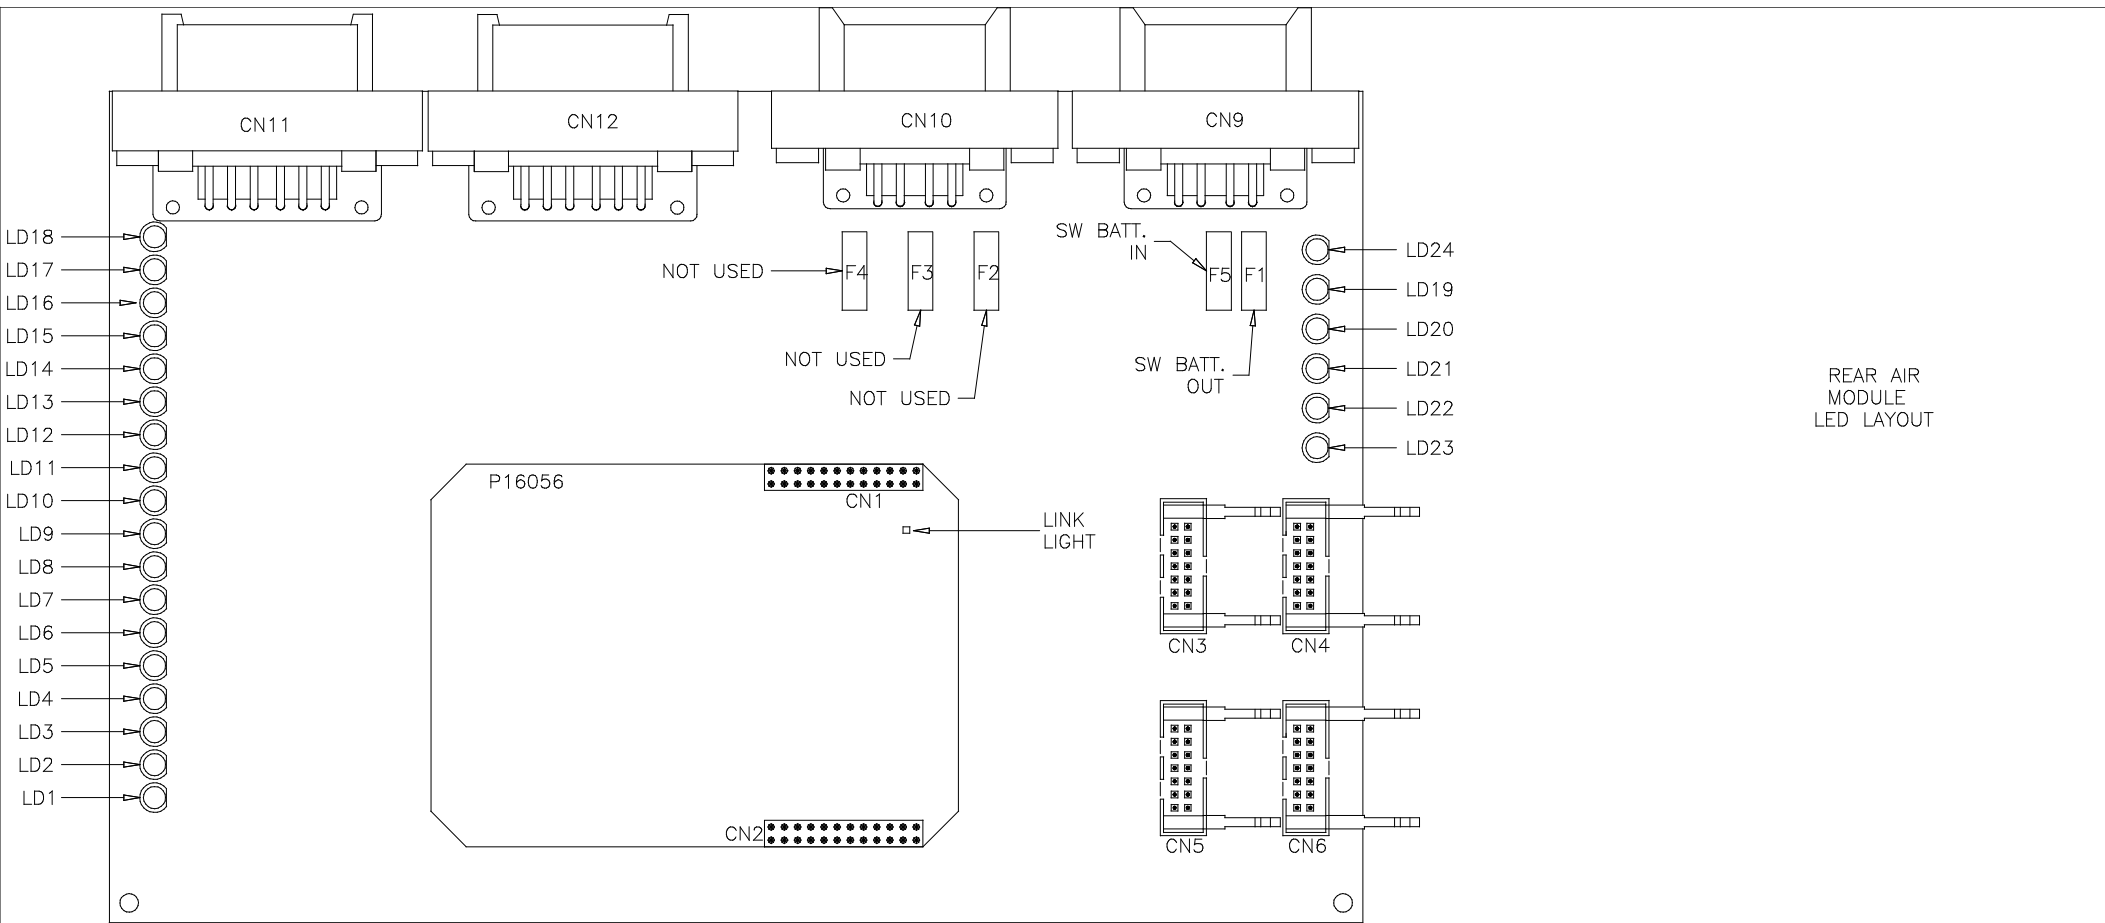 CN11
CN12
CN10
CN9
LD18
LD17
LD16
LD15
LD14
LD13
LD12
LD11
LD10
LD9
LD8
LD7
LD6
LD5
LD4
LD3
LD2
LD1
SW BATT.
IN
NOT USED
F4
F3
F2
F5
F1
NOT USED
NOT USED
SW BATT.
OUT
LD24
LD19
LD20
LD21
LD22
LD23
REAR AIR
MODULE
LED LAYOUT
P16056
CN1
LINK
LIGHT
CN3
CN4
CN2
CN5
CN6